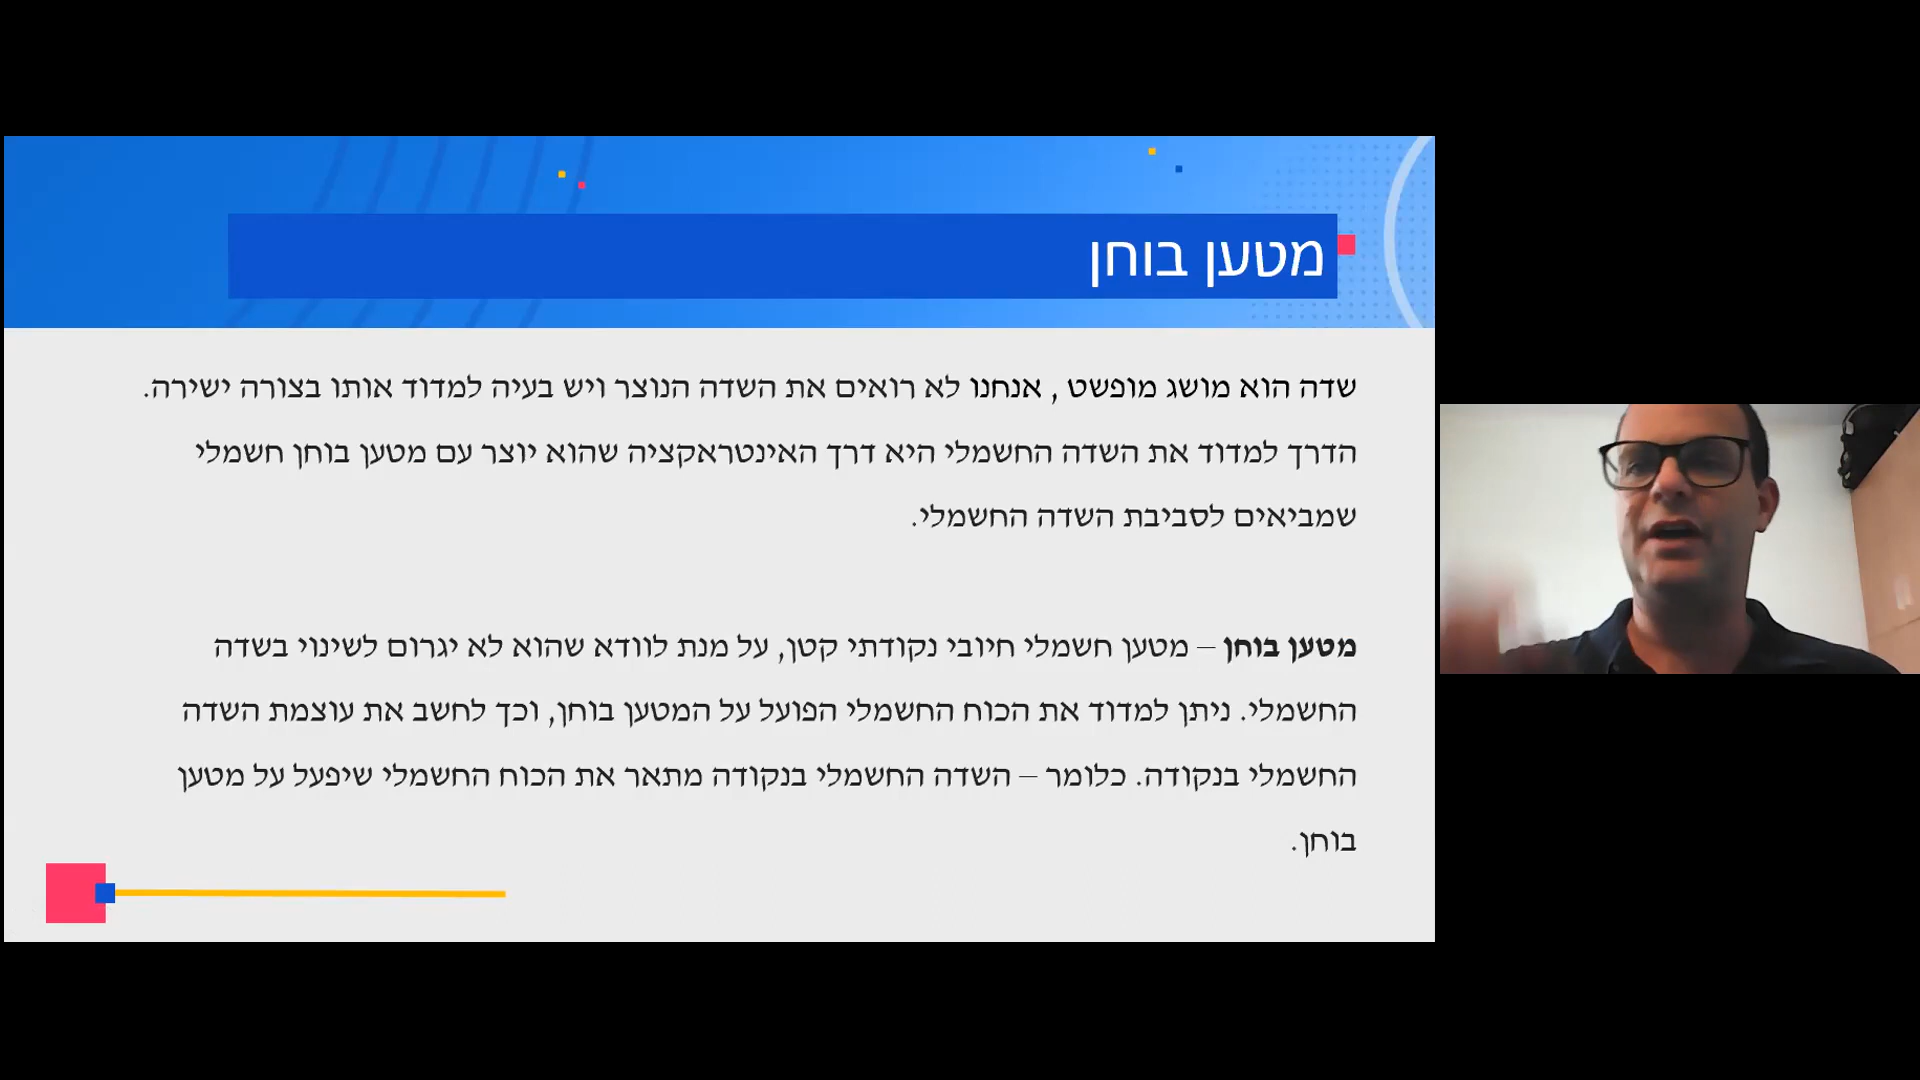 מטען בוחן
שדה הוא מושג מופשט , אנחנו לא רואים את השדה הנוצר ויש בעיה למדוד אותו בצורה ישירה.
הדרך למדוד את השדה החשמלי היא דרך האינטראקציה שהוא יוצר עם מטען בוחן חשמלי
שמביאים לסביבת השדה החשמלי.
מטען בוחן – מטען חשמלי חיובי נקודתי קטן, על מנת לוודא שהוא לא יגרום לשינוי בשדה
החשמלי. ניתן למדוד את הכוח החשמלי הפועל על המטען בוחן, וכך לחשב את עוצמת השדה
החשמלי בנקודה. כלומר – השדה החשמלי בנקודה מתאר את הכוח החשמלי שיפעל על מטען
בוחן.